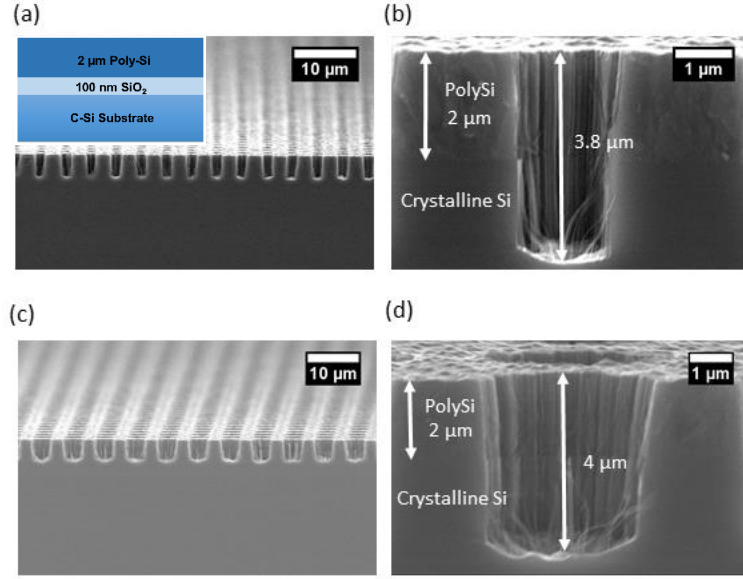 (a)
2 µm Poly-Si
100 nm SiO₂
C-Si Substrate
10 µm
(b)
1 µm
PolySi
2 µm
3.8 µm
Crystalline Si
(c)
10 µm
(d)
1 µm
PolySi
2 µm
4 µm
Crystalline Si